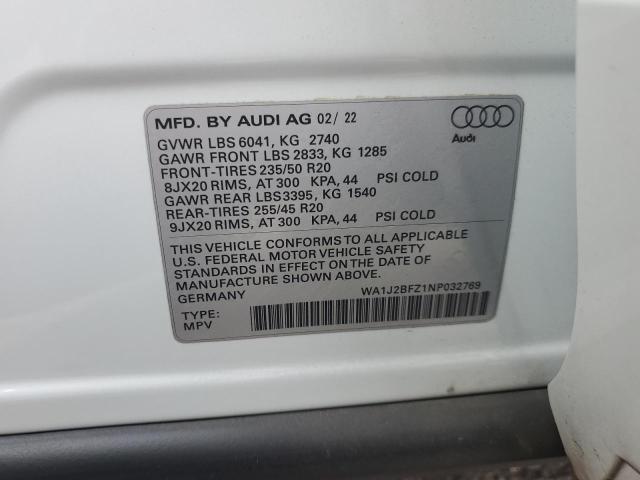 MFD. BY AUDI AG 02/ 22
Audi
GVWR LBS 6041, KG 2740
GAWR FRONT LBS 2833, KG 1285
FRONT-TIRES 235/50 R20
8JX20 RIMS, AT 300 KPA, 44 PSI COLD
GAWR REAR LBS3395, KG 1540
REAR-TIRES 255/45 R20
9JX20 RIMS, AT 300 KPA, 44 PSI COLD
THIS VEHICLE CONFORMS TO ALL APPLICABLE
U.S. FEDERAL MOTOR VEHICLE SAFETY
STANDARDS IN EFFECT ON THE DATE OF
MANUFACTURE SHOWN ABOVE.
GERMANY WA1J2BFZ1NP032769
TYPE:
MPV